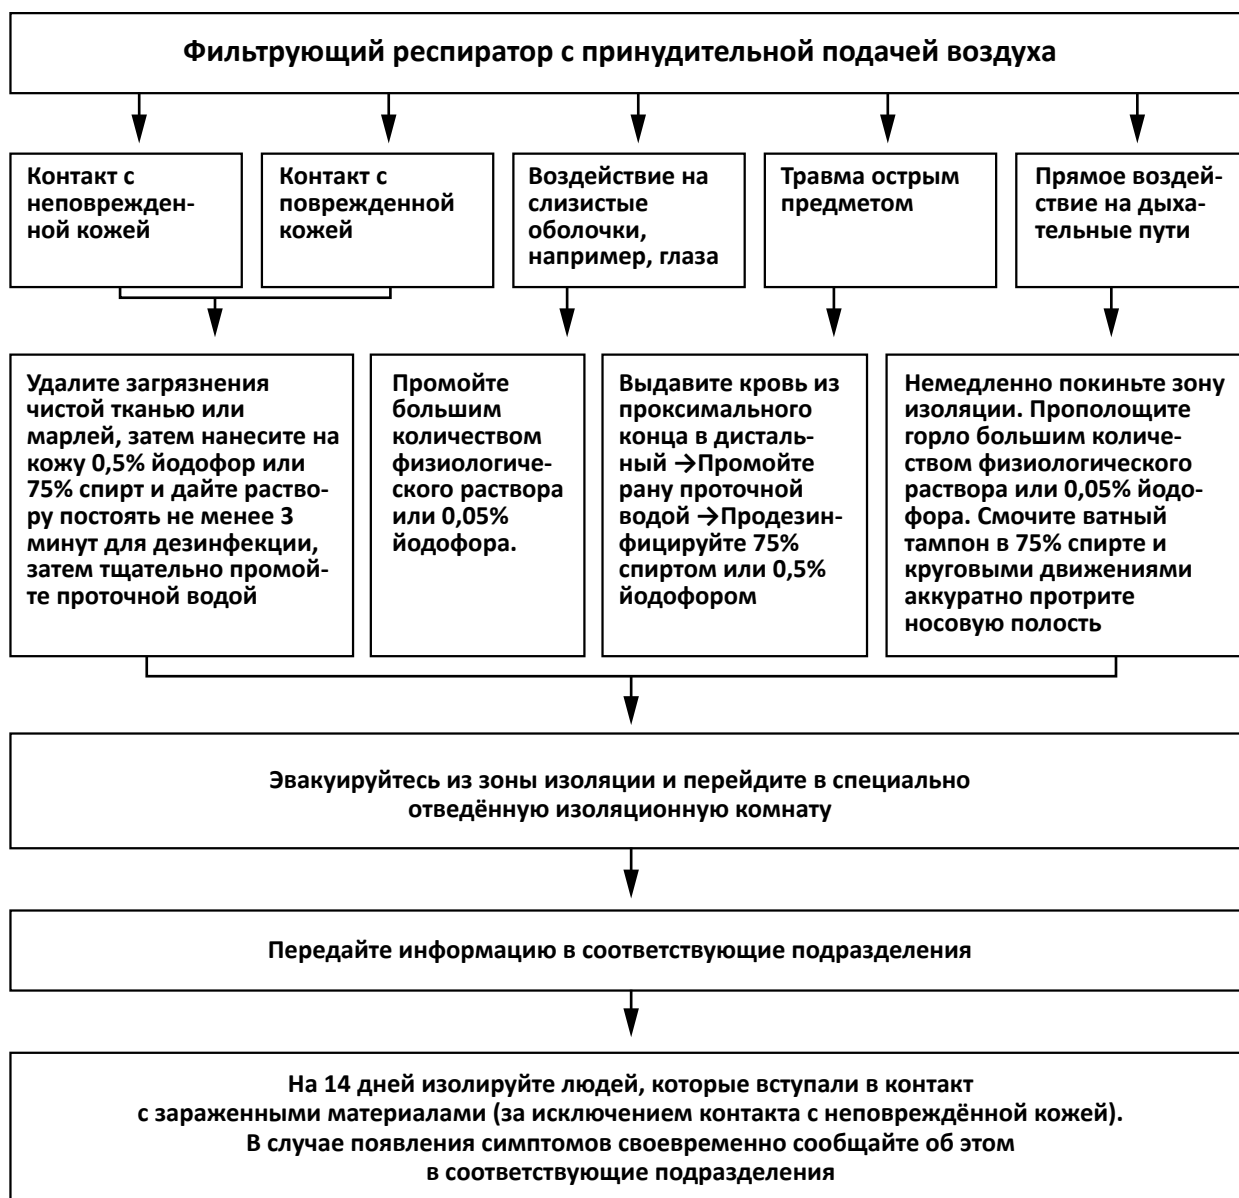 Фильтрующий респиратор с принудительной подачей воздуха
Контакт с
неповрежден-
ной кожей
Контакт с
поврежденной
кожей
Воздействие на
слизистые
оболочки,
например, глаза
Травма острым
предметом
Прямое воздей-
ствие на дыха-
тельные пути
Удалите загрязнения
чистой тканью или
марлей, затем нанесите на
кожу 0,5% йодофор или
75% спирт и дайте раство-
ру постоять не менее 3
минут для дезинфекции,
затем тщательно промой-
те проточной водой
Промойте
большим
количеством
физиологиче-
ского раствора
или 0,05%
йодофора.
Выдавите кровь из
проксимального
конца в дисталь-
ный →Промойте
рану проточной
водой →Продезин-
фицируйте 75%
спиртом или 0,5%
йодофором
Немедленно покиньте зону
изоляции. Прополощите
горло большим количе-
ством физиологического
раствора или 0,05% йодо-
фора. Смочите ватный
тампон в 75% спирте и
круговыми движениями
аккуратно протрите
носовую полость
Эвакуируйтесь из зоны изоляции и перейдите в специально
отведённую изоляционную комнату
Передайте информацию в соответствующие подразделения
На 14 дней изолируйте людей, которые вступали в контакт
с зараженными материалами (за исключением контакта с неповреждённой кожей).
В случае появления симптомов своевременно сообщайте об этом
в соответствующие подразделения